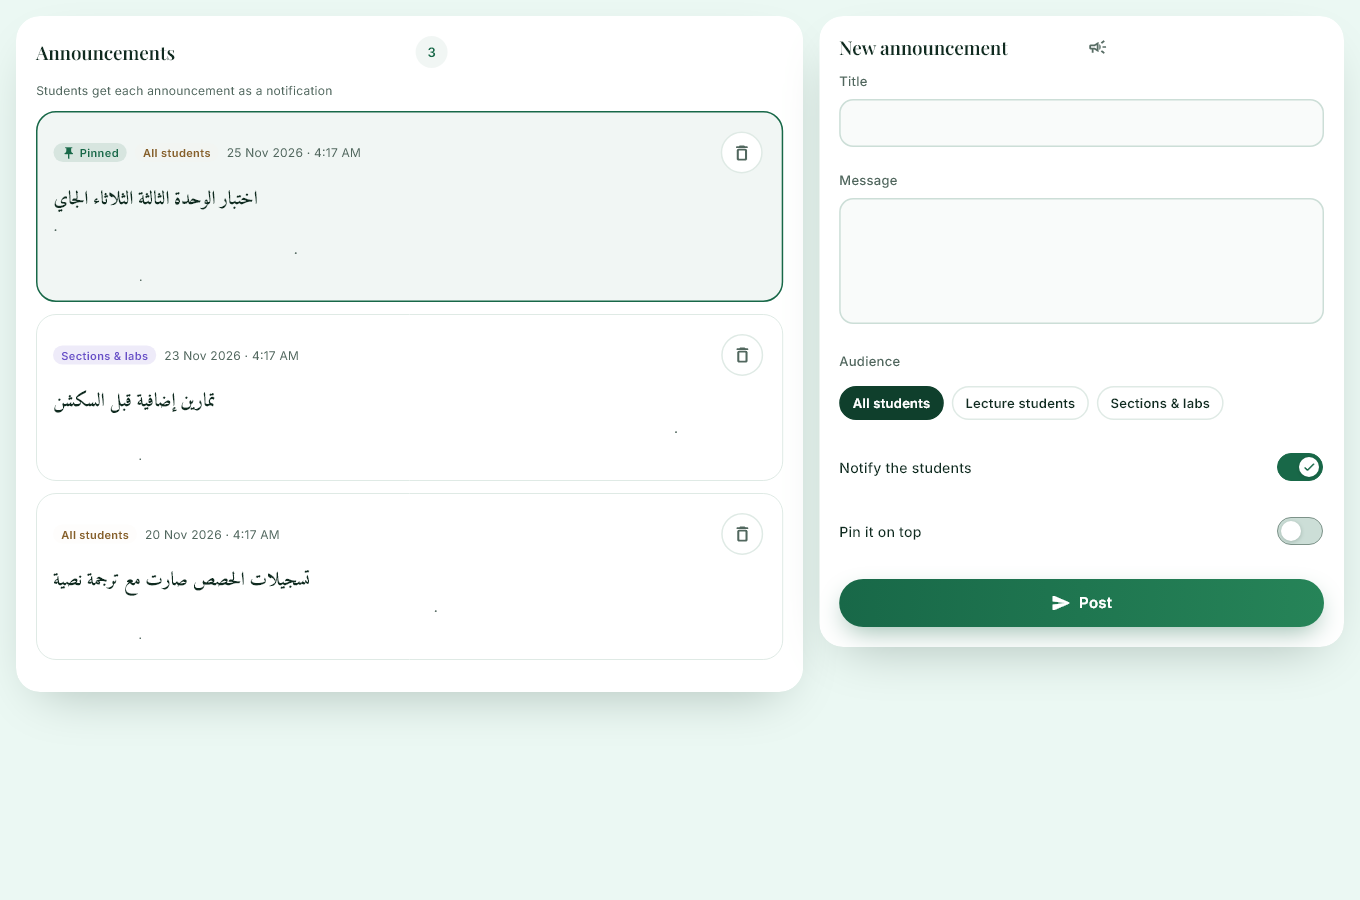 Announcements
3
Students get each announcement as a notification
Pinned All students 25 Nov 2026 · 4:17 AM
اختبار الوحدة الثالثة الثلاثاء الجاي
Sections & labs 23 Nov 2026 · 4:17 AM
تمارين إضافية قبل السكشن
All students 20 Nov 2026 · 4:17 AM
تسجيلات الحصص صارت مع ترجمة نصية
New announcement
Title
Message
Audience
All students Lecture students Sections & labs
Notify the students
Pin it on top
Post